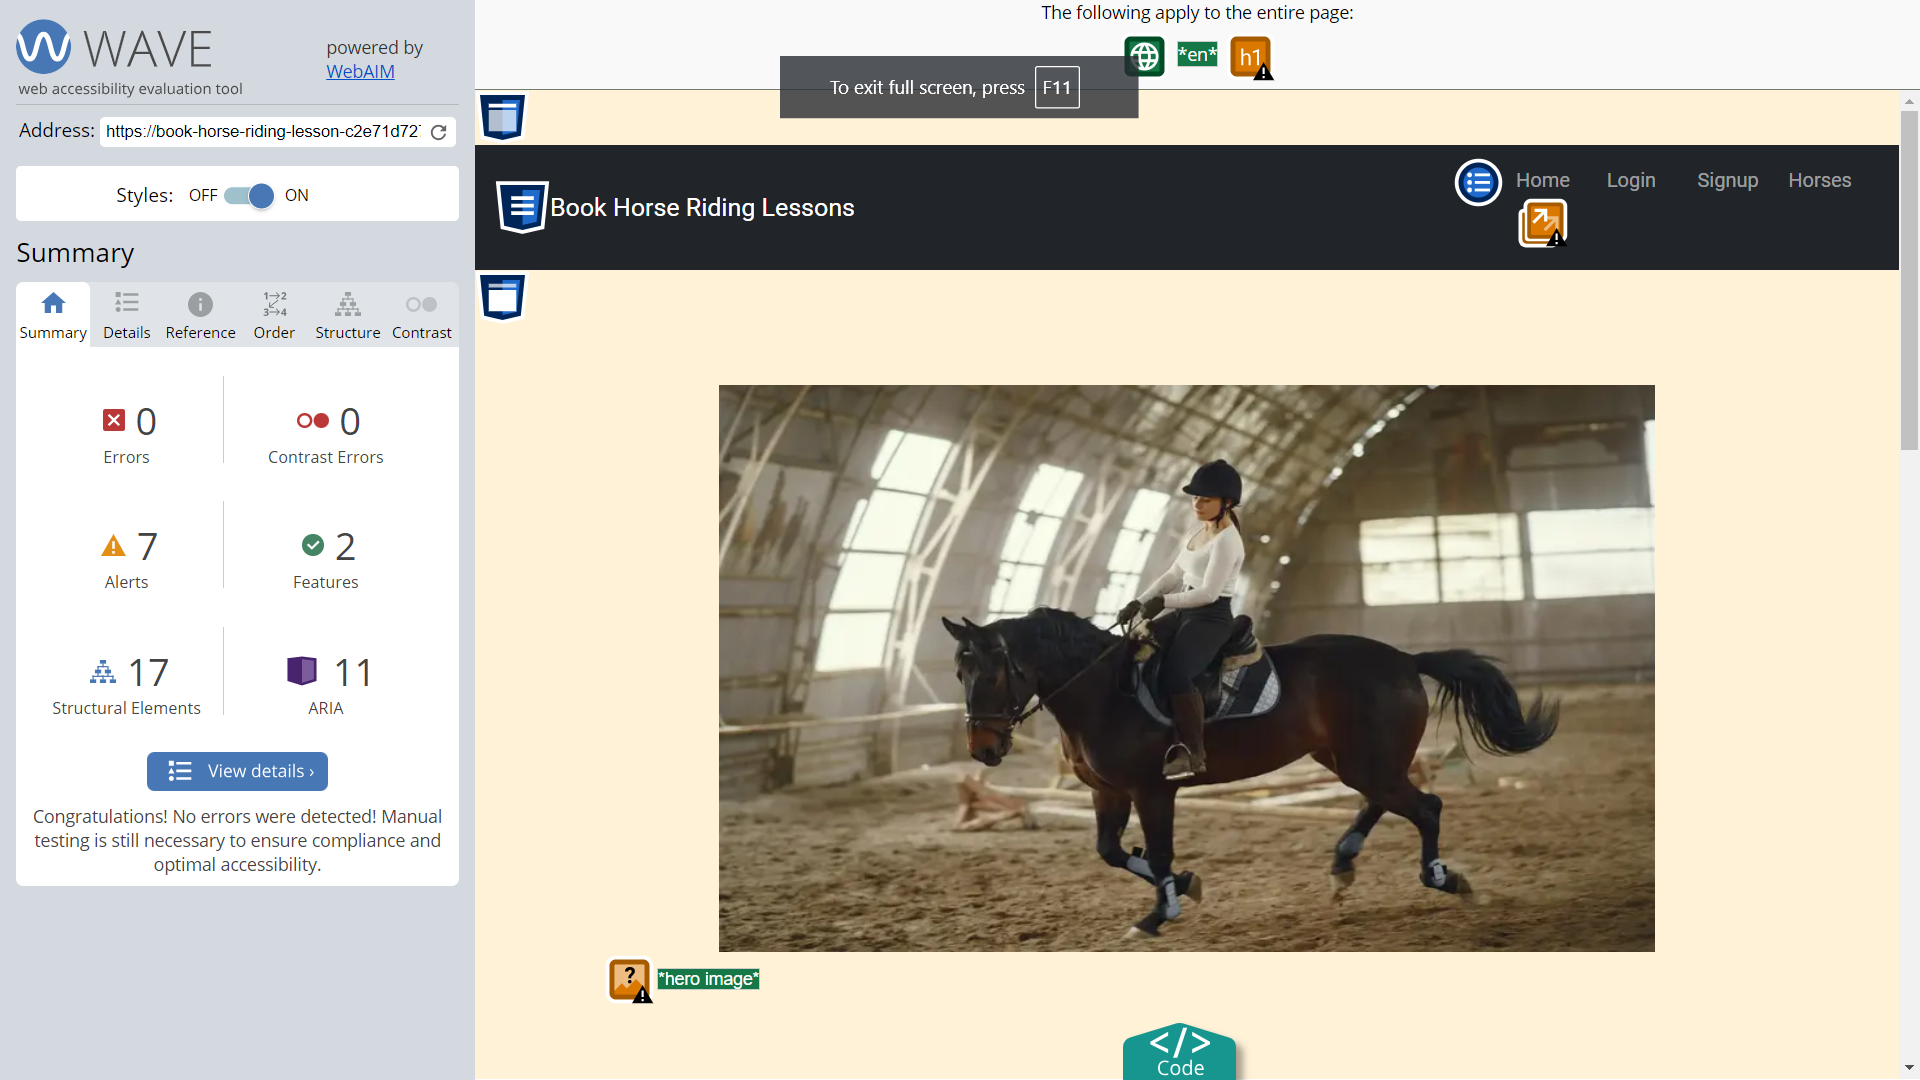 WAVE
powered by
WebAIM
web accessibility evaluation tool
Address: https://book-horse-riding-lesson-c2e71d727
Styles: OFF ON
Summary
Summary Details Reference Order Structure Contrast
0 Errors
0 Contrast Errors
7 Alerts
2 Features
17 Structural Elements
11 ARIA
View details ›
Congratulations! No errors were detected! Manual
testing is still necessary to ensure compliance and
optimal accessibility.
The following apply to the entire page:
*en* h1
To exit full screen, press F11
Book Horse Riding Lessons
Home Login Signup Horses
*hero image*
</> Code